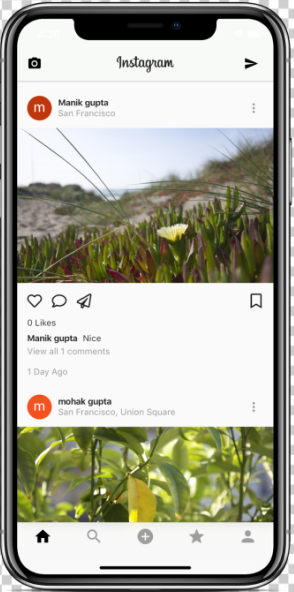 Instagram
m
Manik gupta
San Francisco
0 Likes
Manik gupta Nice
View all 1 comments
1 Day Ago
m
mohak gupta
San Francisco, Union Square